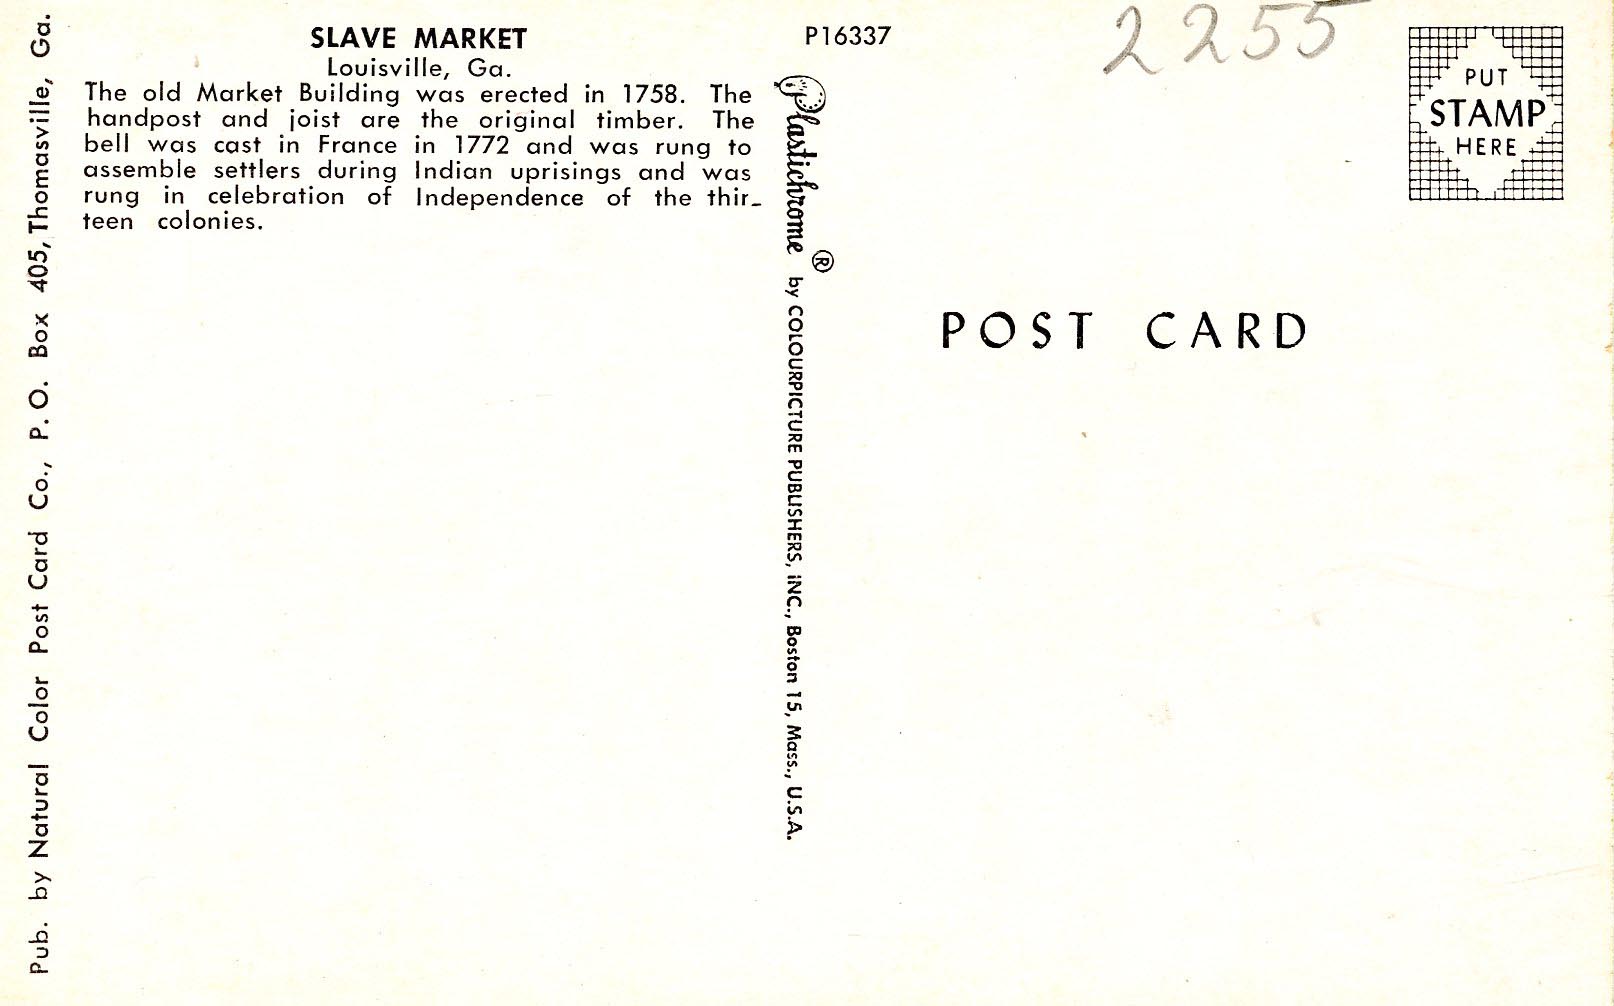 SLAVE MARKET
Louisville, Ga.
The old Market Building was erected in 1758. The
handpost and joist are the original timber. The
bell was cast in France in 1772 and was rung to
assemble settlers during Indian uprisings and was
rung in celebration of Independence of the thir-
teen colonies.
Pub. by Natural Color Post Card Co., P. O. Box 405, Thomasville, Ga.
P16337
Plastichrome ® by COLOURPICTURE PUBLISHERS, INC., Boston 15, Mass., U.S.A.
2255
PUT
STAMP
HERE
POST CARD